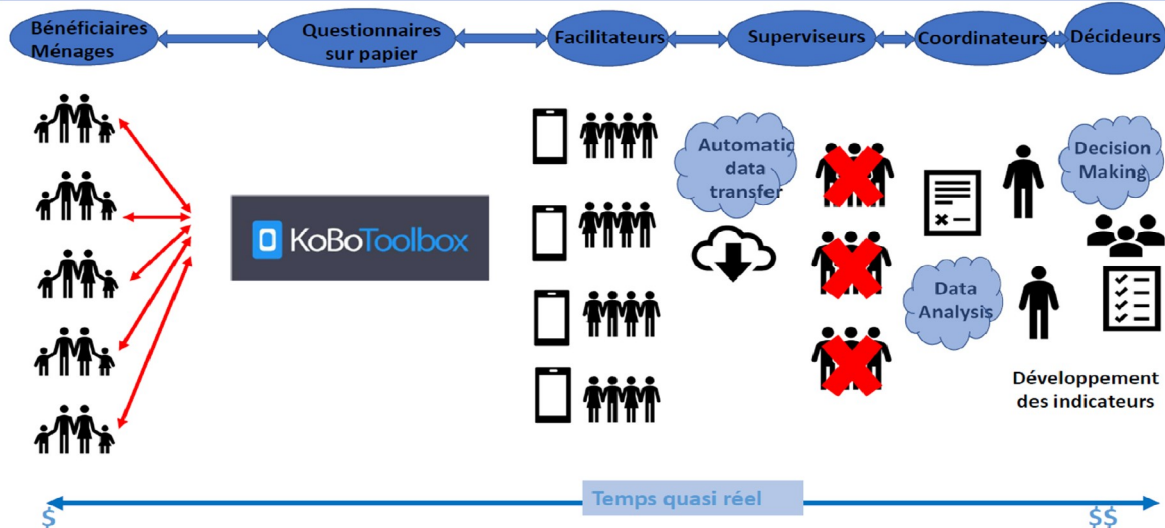 Bénéficiaires
Ménages
Questionnaires
sur papier
Facilitateurs
Superviseurs
Coordinateurs
Décideurs
KoBoToolbox
Automatic
data
transfer
Decision
Making
Data
Analysis
Développement
des indicateurs
Temps quasi réel
$
$$